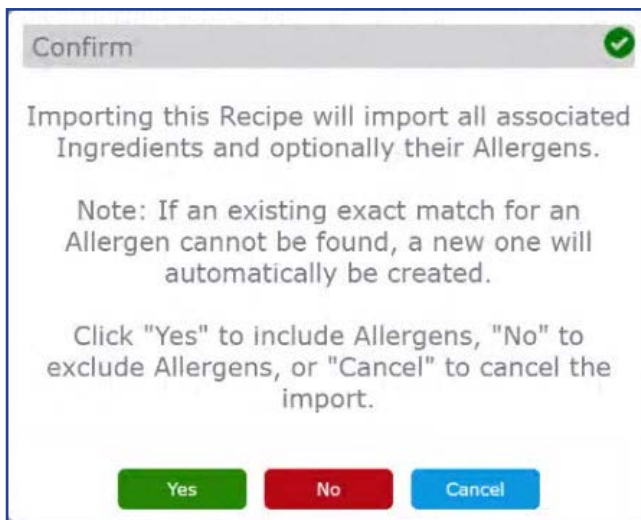 Confirm
Importing this Recipe will import all associated
Ingredients and optionally their Allergens.
Note: If an existing exact match for an
Allergen cannot be found, a new one will
automatically be created.
Click "Yes" to include Allergens, "No" to
exclude Allergens, or "Cancel" to cancel the
import.
Yes No Cancel